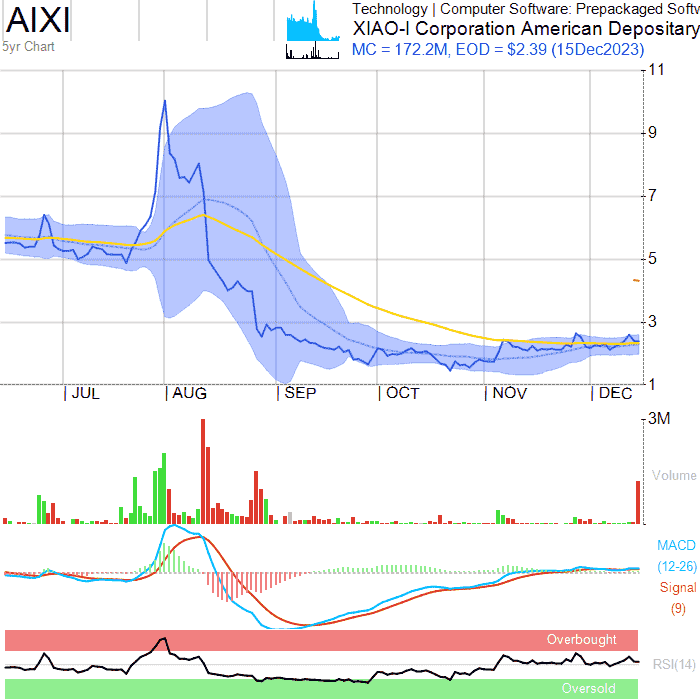 AIXI
5yr Chart
Technology | Computer Software: Prepackaged Softw
XIAO-I Corporation American Depositary
MC = 172.2M, EOD = $2.39 (15Dec2023)
11
9
7
5
3
1
JUL AUG SEP OCT NOV DEC
3M
Volume
MACD
(12-26)
Signal
(9)
Overbought
RSI(14)
Oversold